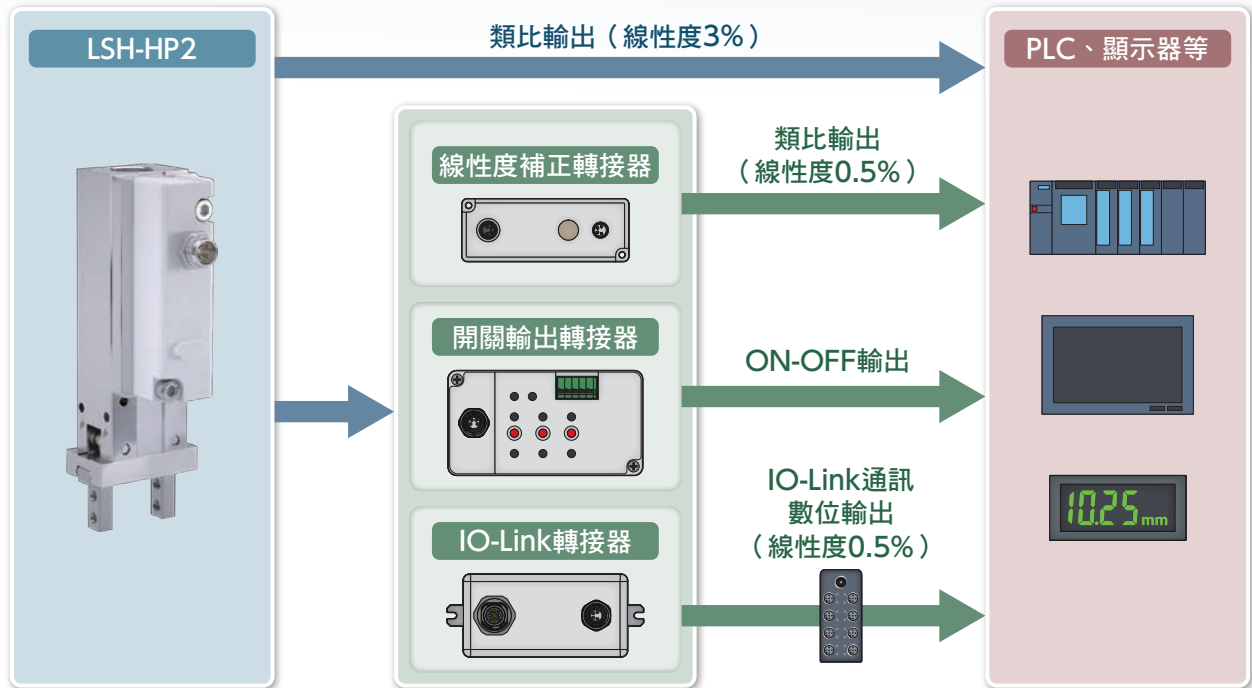 LSH-HP2
類比輸出（線性度3%）
PLC、顯示器等
線性度補正轉接器
類比輸出
（線性度0.5%）
開關輸出轉接器
ON-OFF輸出
IO-Link轉接器
IO-Link通訊
數位輸出
（線性度0.5%）
10.25mm